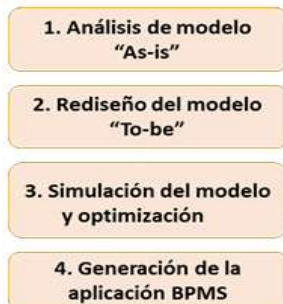 1. Análisis de modelo
“As-is”
2. Rediseño del modelo
“To-be”
3. Simulación del modelo
y optimización
4. Generación de la
aplicación BPMS